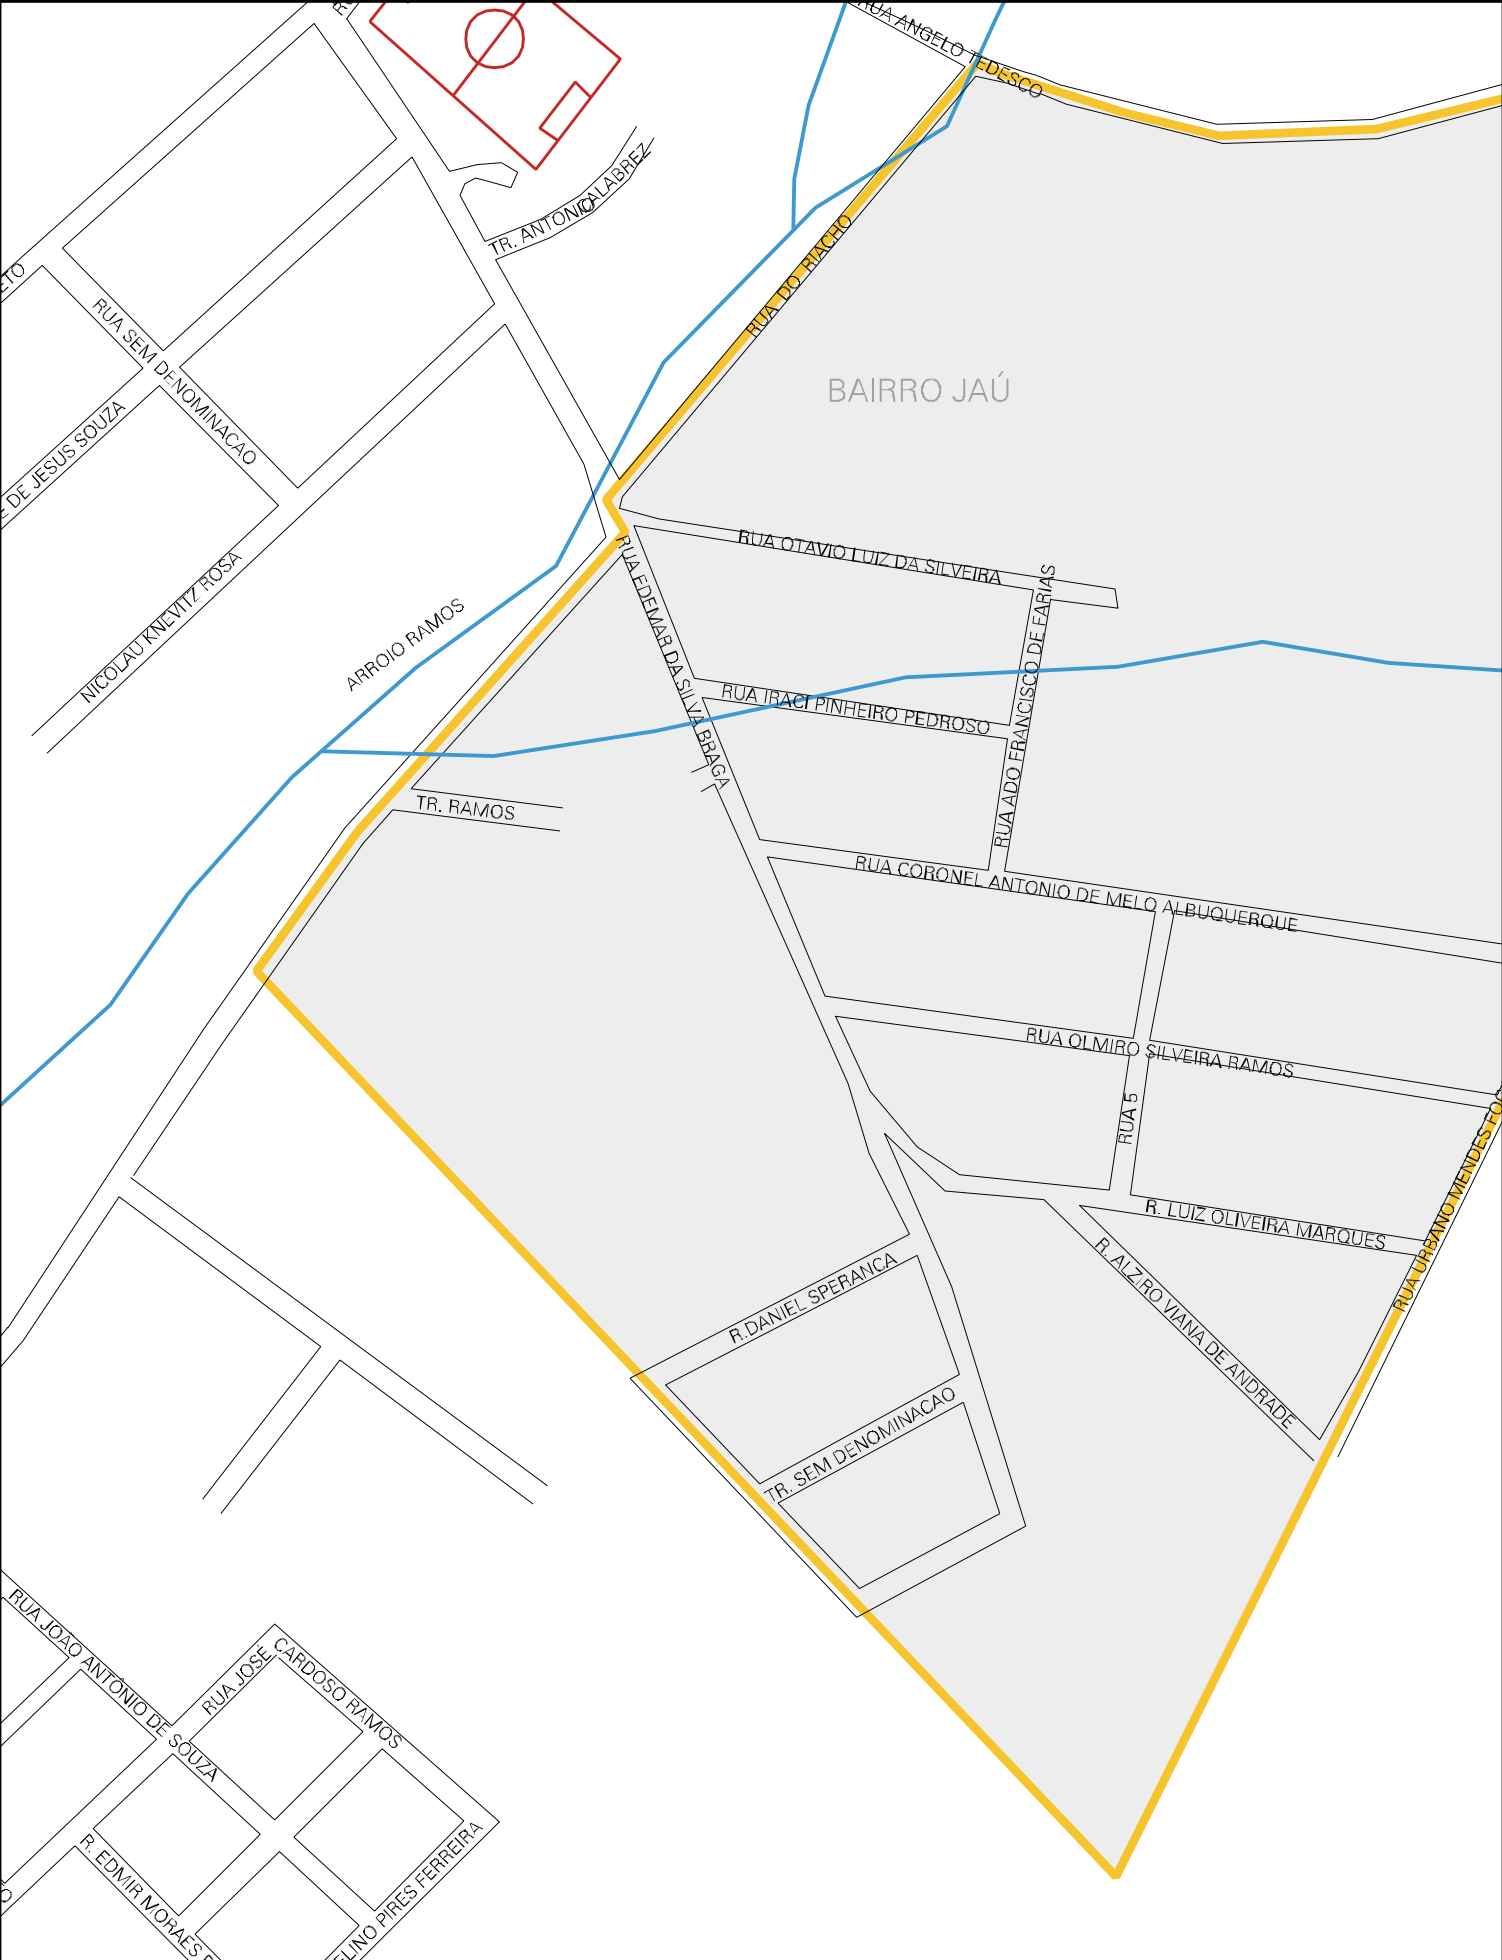 RUA ANGELO TEDESCO
TR. ANTONIO CALABREZ
RUA DO RIACHO
RUA SEM DENOMINACAO
BAIRRO JAÚ
E DE JESUS SOUZA
NICOLAU KNEVITZ ROSA
ARROIO RAMOS
RUA OTAVIO LUIZ DA SILVEIRA
RUA EDEMAR DA SILVA BRAGA
RUA ADO FRANCISCO DE FARIAS
RUA IRACI PINHEIRO PEDROSO
TR. RAMOS
RUA CORONEL ANTONIO DE MELO ALBUQUERQUE
RUA OLMIRO SILVEIRA RAMOS
RUA 5
RUA URBANO MENDES
R. LUIZ OLIVEIRA MARQUES
R. ALZIRO VIANA DE ANDRADE
R.DANIEL SPERANCA
TR. SEM DENOMINACAO
RUA JOAO ANTÔNIO DE SOUZA
RUA JOSÉ CARDOSO RAMOS
R. EDMIR MORAES
ELINO PIRES FERREIRA